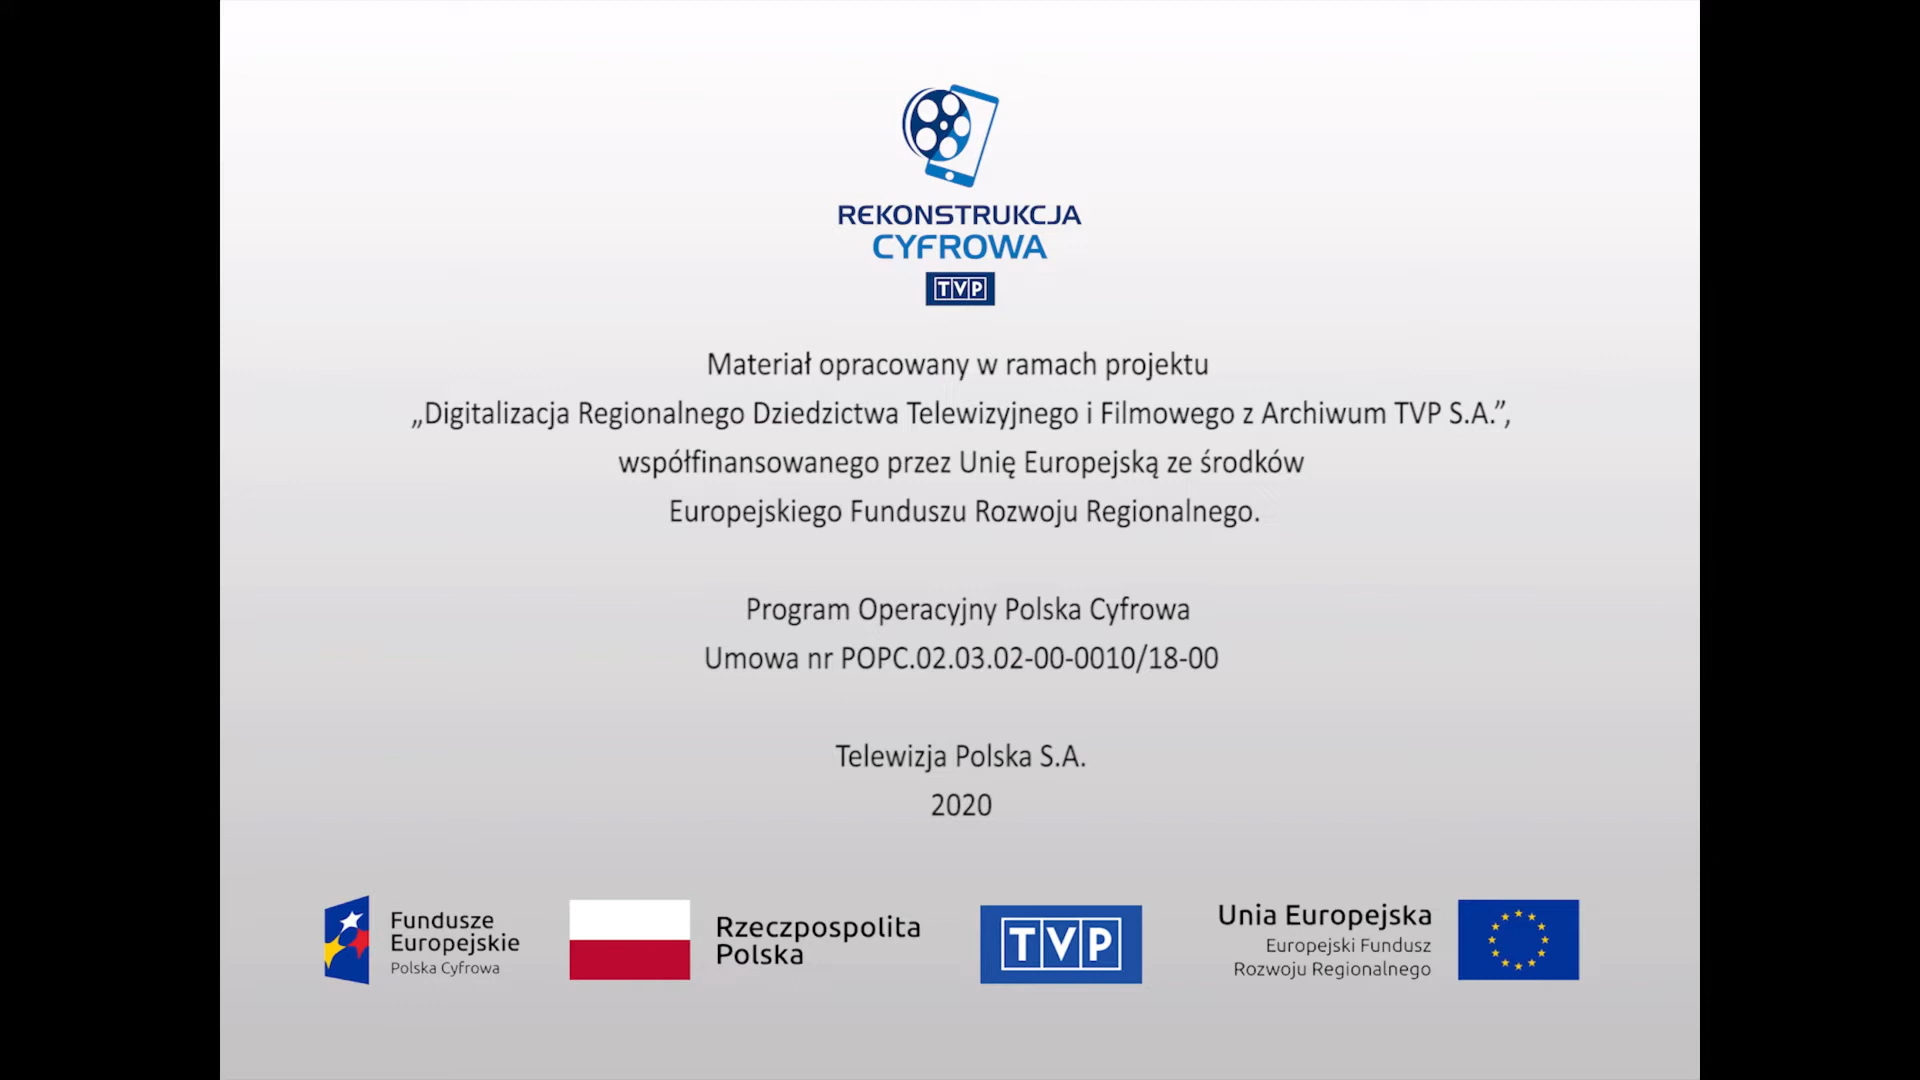 REKONSTRUKCJA
CYFROWA
TVP
Materiał opracowany w ramach projektu
„Digitalizacja Regionalnego Dziedzictwa Telewizyjnego i Filmowego z Archiwum TVP S.A.”,
współfinansowanego przez Unię Europejską ze środków
Europejskiego Funduszu Rozwoju Regionalnego.
Program Operacyjny Polska Cyfrowa
Umowa nr POPC.02.03.02-00-0010/18-00
Telewizja Polska S.A.
2020
Fundusze
Europejskie
Polska Cyfrowa
Rzeczpospolita
Polska
TVP
Unia Europejska
Europejski Fundusz
Rozwoju Regionalnego